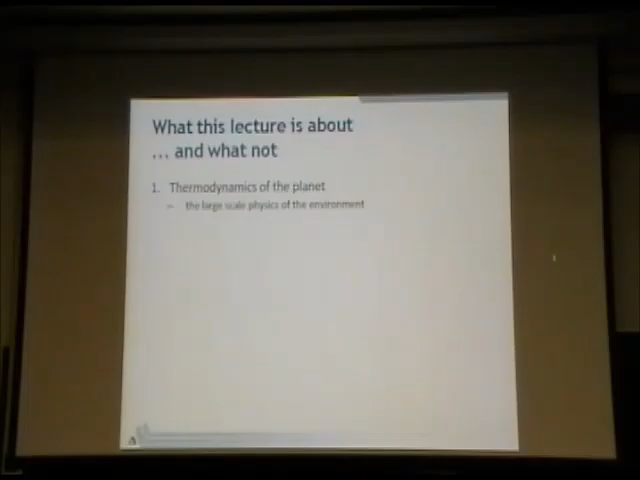 What this lecture is about
... and what not
1. Thermodynamics of the planet
– the large scale physics of the environment